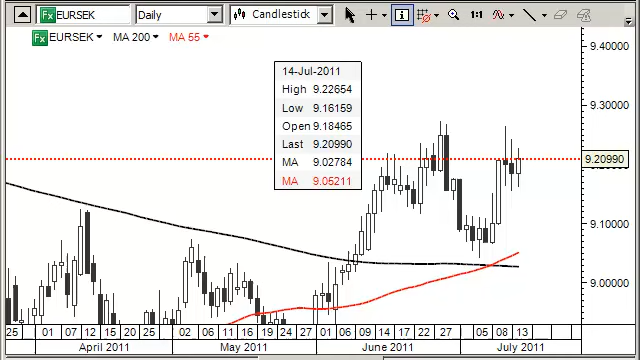 Fx EURSEK Daily Candlestick 1:1
Fx EURSEK MA 200 MA 55
9.40000
9.30000
14-Jul-2011
High 9.22654
Low 9.16159
Open 9.18465
Last 9.20990
MA 9.02784
MA 9.05211
9.20990
9.10000
9.00000
25 01 07 12 15 20 25 02 06 11 16 19 24 27 01 06 09 14 17 22 27 05 08 13
April 2011 May 2011 June 2011 July 2011